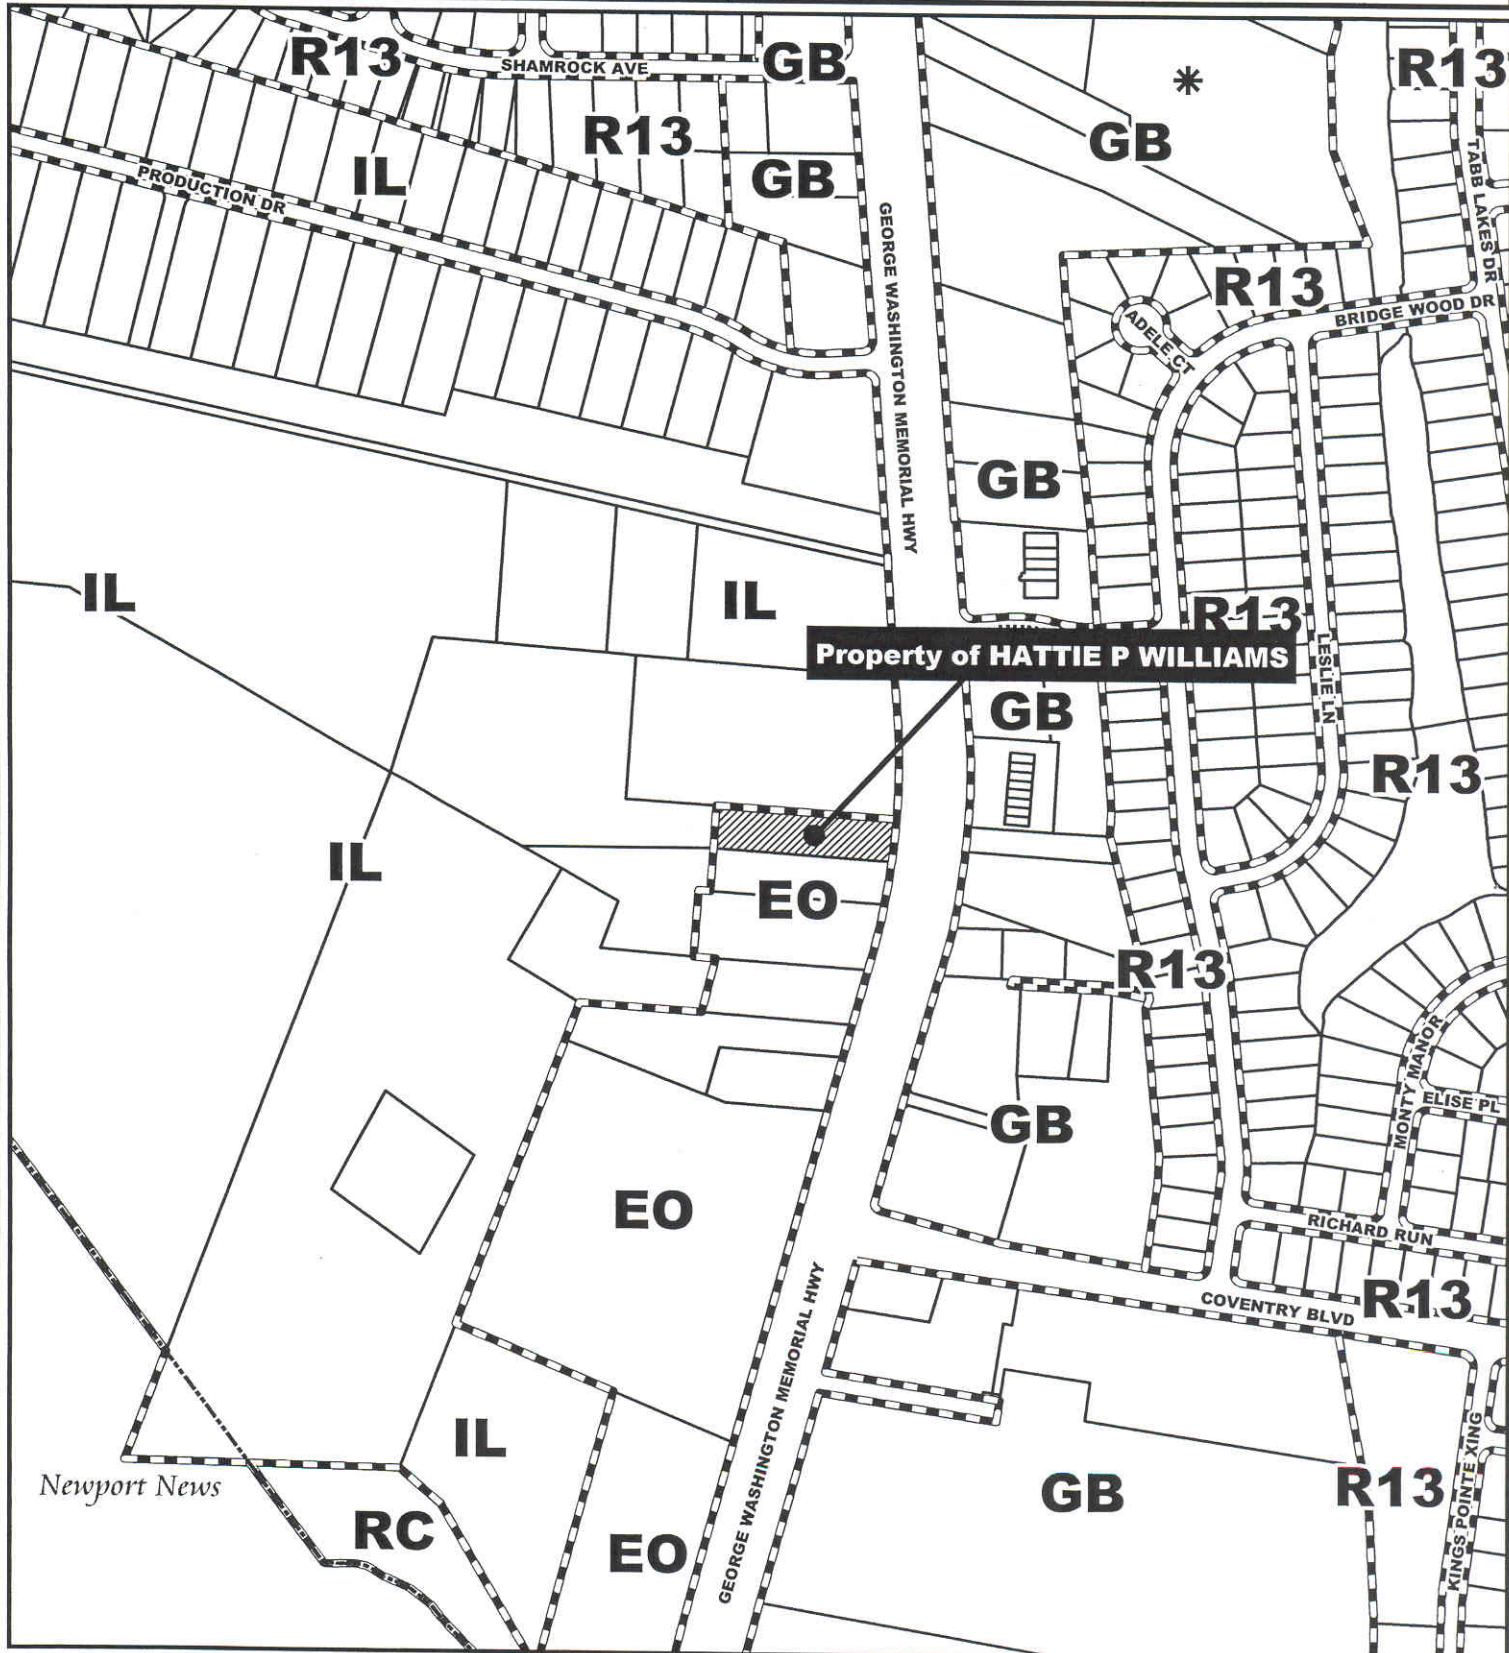 R13
SHAMROCK AVE
GB
R13
R13
GB
GB
IL
PRODUCTION DR
TABB LAKES DR
GEORGE WASHINGTON MEMORIAL HWY
R13
BRIDGE WOOD DR
ADELE CT
GB
IL
IL
R13
Property of HATTIE P WILLIAMS
LESLIE LN
GB
R13
IL
EO
R13
MONTY MANOR
ELISE PL
GB
EO
RICHARD RUN
R13
COVENTRY BLVD
GEORGE WASHINGTON MEMORIAL HWY
IL
KINGS POINTE XING
Newport News
GB
R13
RC
EO